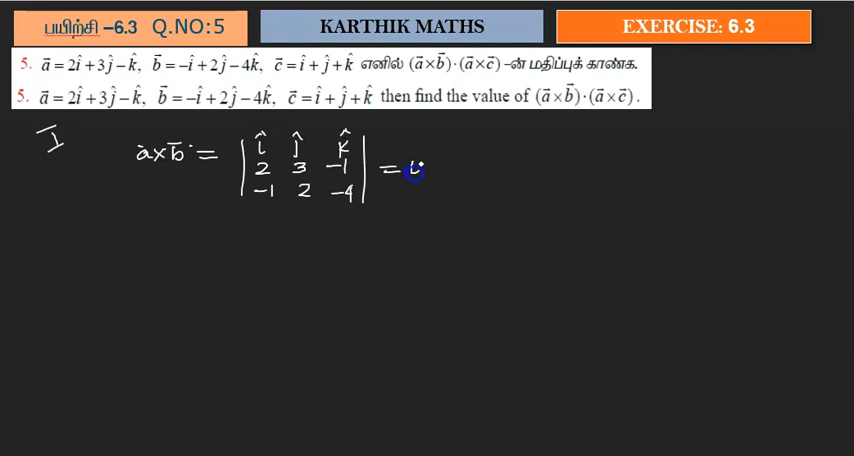 பயிற்சி –6.3 Q.NO:5 KARTHIK MATHS EXERCISE: 6.3
5. a⃗ = 2î+3ĵ−k̂, b⃗ = −î+2ĵ−4k̂, c⃗ = î+ĵ+k̂ எனில் (a⃗×b⃗)·(a⃗×c⃗) -ன் மதிப்புக் காண்க.
5. a⃗ = 2î+3ĵ−k̂, b⃗ = −î+2ĵ−4k̂, c⃗ = î+ĵ+k̂ then find the value of (a⃗×b⃗)·(a⃗×c⃗).
I
a×b̅ = | î ĵ k̂ |
| 2 3 −1 | = i
| −1 2 −4 |